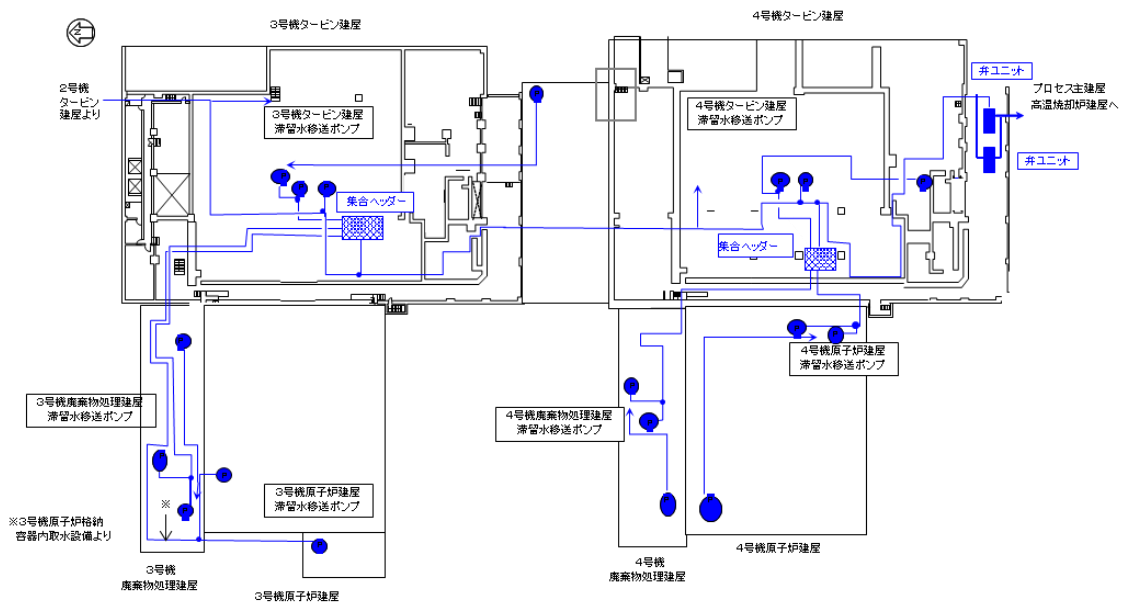 3号機タービン建屋
4号機タービン建屋
2号機
タービン
建屋より
3号機タービン建屋
滞留水移送ポンプ
4号機タービン建屋
滞留水移送ポンプ
弁ユニット
プロセス主建屋
高温焼却炉建屋へ
弁ユニット
集合ヘッダー
集合ヘッダー
4号機原子炉建屋
滞留水移送ポンプ
3号機廃棄物処理建屋
滞留水移送ポンプ
4号機廃棄物処理建屋
滞留水移送ポンプ
3号機原子炉建屋
滞留水移送ポンプ
※
※3号機原子炉格納
容器内取水設備より
3号機
廃棄物処理建屋
3号機原子炉建屋
4号機
廃棄物処理建屋
4号機原子炉建屋